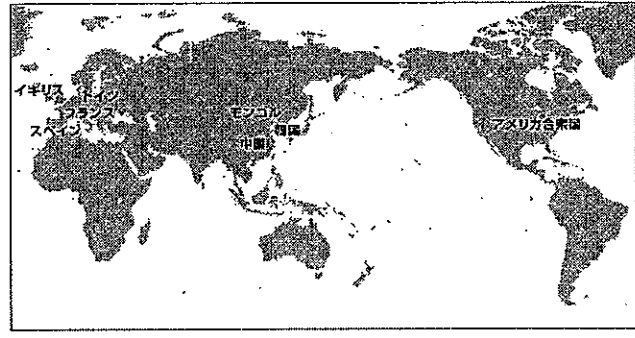 イギリス
ドイツ
フランス
スペイン
モンゴル
韓国
中国
アメリカ合衆国